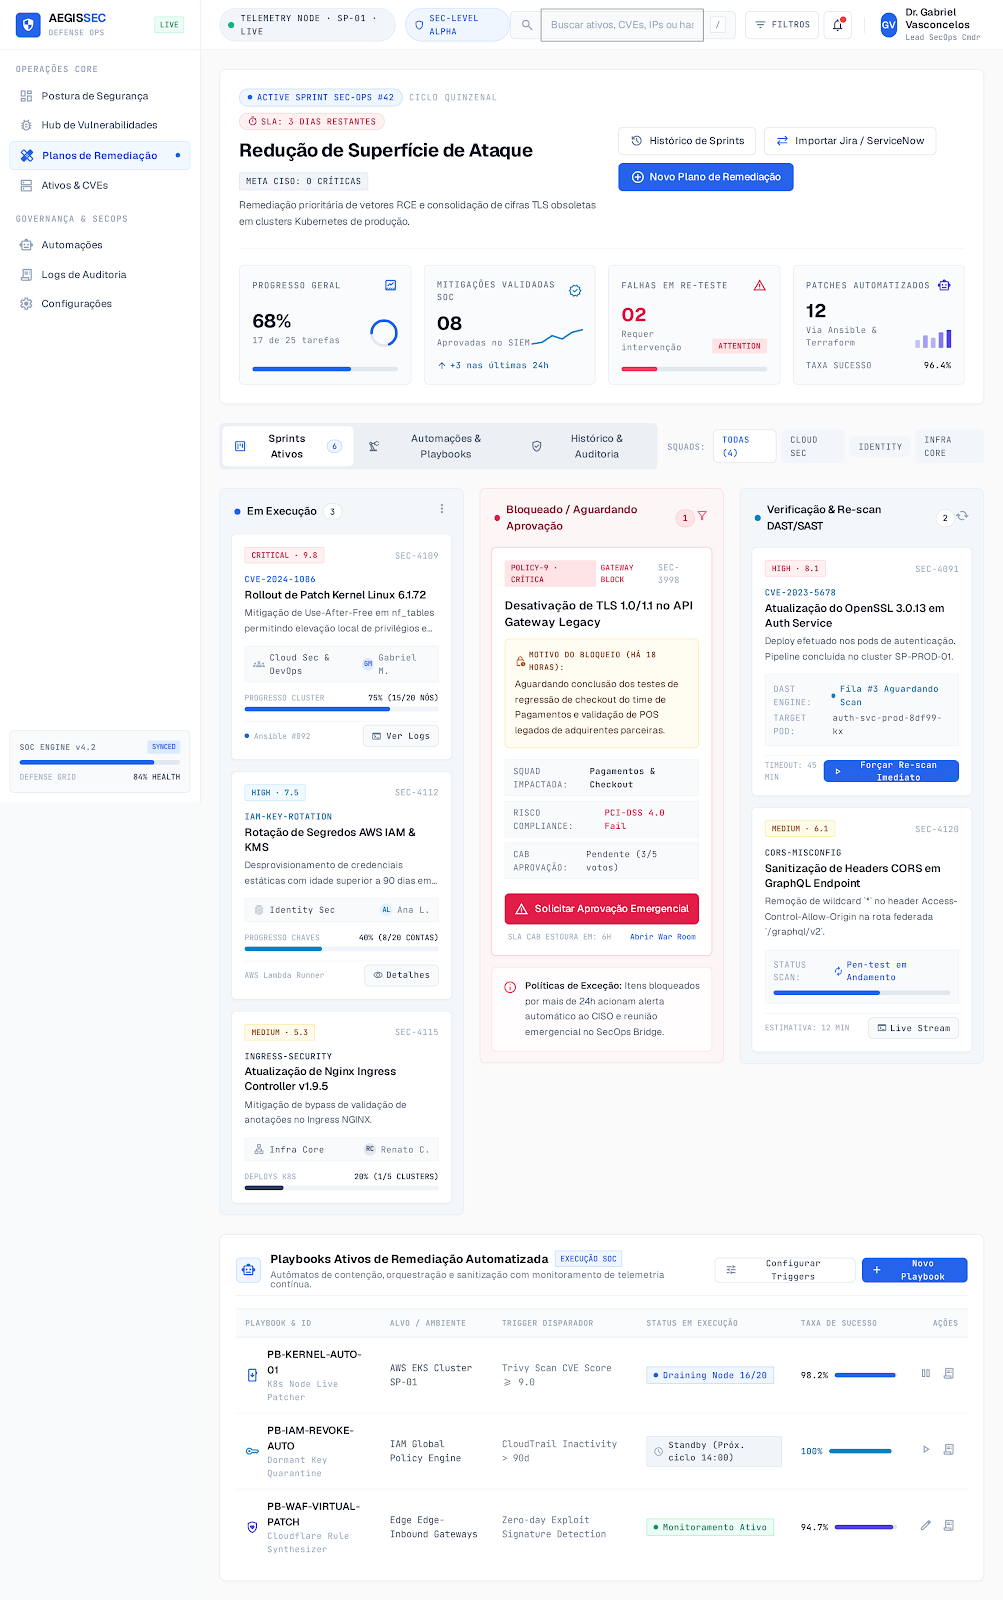 AEGISSEC
DEFENSE OPS
LIVE
TELEMETRY NODE · SP-01 ·
LIVE
SEC-LEVEL
ALPHA
Buscar ativos, CVEs, IPs ou has
/
FILTROS
GV
Dr. Gabriel
Vasconcelos
Lead SecOps Cmdr
OPERAÇÕES CORE
Postura de Segurança
Hub de Vulnerabilidades
Planos de Remediação
Ativos & CVEs
GOVERNANÇA & SECOPS
Automações
Logs de Auditoria
Configurações
SOC ENGINE v4.2
SYNCED
DEFENSE GRID
84% HEALTH
ACTIVE SPRINT SEC-OPS #42
CICLO QUINZENAL
SLA: 3 DIAS RESTANTES
Redução de Superfície de Ataque
META CISO: 0 CRÍTICAS
Remediação prioritária de vetores RCE e consolidação de cifras TLS obsoletas
em clusters Kubernetes de produção.
Histórico de Sprints
Importar Jira / ServiceNow
Novo Plano de Remediação
PROGRESSO GERAL
68%
17 de 25 tarefas
MITIGAÇÕES VALIDADAS
SOC
08
Aprovadas no SIEM
+3 nas últimas 24h
FALHAS EM RE-TESTE
02
Requer
intervenção
ATTENTION
PATCHES AUTOMATIZADOS
12
Via Ansible &
Terraform
TAXA SUCESSO
96.4%
Sprints
Ativos
6
Automações &
Playbooks
Histórico &
Auditoria
SQUADS:
TODAS
(4)
CLOUD
SEC
IDENTITY
INFRA
CORE
Em Execução
3
CRITICAL · 9.8
SEC-4109
CVE-2024-1086
Rollout de Patch Kernel Linux 6.1.72
Mitigação de Use-After-Free em nf_tables
permitindo elevação local de privilégios e…
Cloud Sec &
DevOps
GM
Gabriel
M.
PROGRESSO CLUSTER
75% (15/20 NÓS)
Ansible #892
Ver Logs
HIGH · 7.5
SEC-4112
IAM-KEY-ROTATION
Rotação de Segredos AWS IAM &
KMS
Desprovisionamento de credenciais
estáticas com idade superior a 90 dias em…
Identity Sec
AL
Ana L.
PROGRESSO CHAVES
40% (8/20 CONTAS)
AWS Lambda Runner
Detalhes
MEDIUM · 5.3
SEC-4115
INGRESS-SECURITY
Atualização de Nginx Ingress
Controller v1.9.5
Mitigação de bypass de validação de
anotações no Ingress NGINX.
Infra Core
RC
Renato C.
DEPLOYS K8S
20% (1/5 CLUSTERS)
Bloqueado / Aguardando
Aprovação
1
POLICY-9 ·
CRÍTICA
GATEWAY
BLOCK
SEC-
3998
Desativação de TLS 1.0/1.1 no API
Gateway Legacy
MOTIVO DO BLOQUEIO (HÁ 18
HORAS):
Aguardando conclusão dos testes de
regressão de checkout do time de
Pagamentos e validação de POS
legados de adquirentes parceiras.
SQUAD
IMPACTADA:
Pagamentos &
Checkout
RISCO
COMPLIANCE:
PCI-DSS 4.0
Fail
CAB
APROVAÇÃO:
Pendente (3/5
votos)
Solicitar Aprovação Emergencial
SLA CAB ESTOURA EM: 6H
Abrir War Room
Políticas de Exceção: Itens bloqueados
por mais de 24h acionam alerta
automático ao CISO e reunião
emergencial no SecOps Bridge.
Verificação & Re-scan
DAST/SAST
2
HIGH · 8.1
SEC-4091
CVE-2023-5678
Atualização do OpenSSL 3.0.13 em
Auth Service
Deploy efetuado nos pods de autenticação.
Pipeline concluída no cluster SP-PROD-01.
DAST
ENGINE:
Fila #3 Aguardando
Scan
TARGET
POD:
auth-svc-prod-8df99-
kx
TIMEOUT: 45
MIN
Forçar Re-scan
Imediato
MEDIUM · 6.1
SEC-4120
CORS-MISCONFIG
Sanitização de Headers CORS em
GraphQL Endpoint
Remoção de wildcard `*` no header Access-
Control-Allow-Origin na rota federada
`/graphql/v2`.
STATUS
SCAN:
Pen-test em
Andamento
ESTIMATIVA: 12 MIN
Live Stream
Playbooks Ativos de Remediação Automatizada
EXECUÇÃO SOC
Autômatos de contenção, orquestração e sanitização com monitoramento de telemetria
contínua.
Configurar
Triggers
Novo
Playbook
PLAYBOOK & ID
ALVO / AMBIENTE
TRIGGER DISPARADOR
STATUS EM EXECUÇÃO
TAXA DE SUCESSO
AÇÕES
PB-KERNEL-AUTO-
01
K8s Node Live
Patcher
AWS EKS Cluster
SP-01
Trivy Scan CVE Score
≥ 9.0
Draining Node 16/20
98.2%
PB-IAM-REVOKE-
AUTO
Dormant Key
Quarantine
IAM Global
Policy Engine
CloudTrail Inactivity
> 90d
Standby (Próx.
ciclo 14:00)
100%
PB-WAF-VIRTUAL-
PATCH
Cloudflare Rule
Synthesizer
Edge Edge-
Inbound Gateways
Zero-day Exploit
Signature Detection
Monitoramento Ativo
94.7%